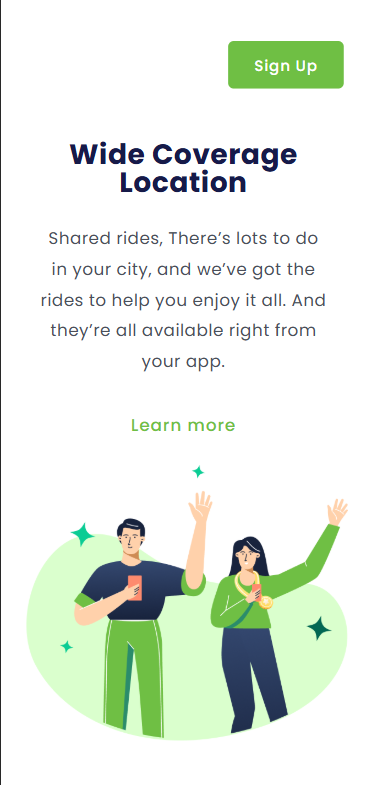 Sign Up
Wide Coverage
Location
Shared rides, There’s lots to do
in your city, and we’ve got the
rides to help you enjoy it all. And
they’re all available right from
your app.
Learn more